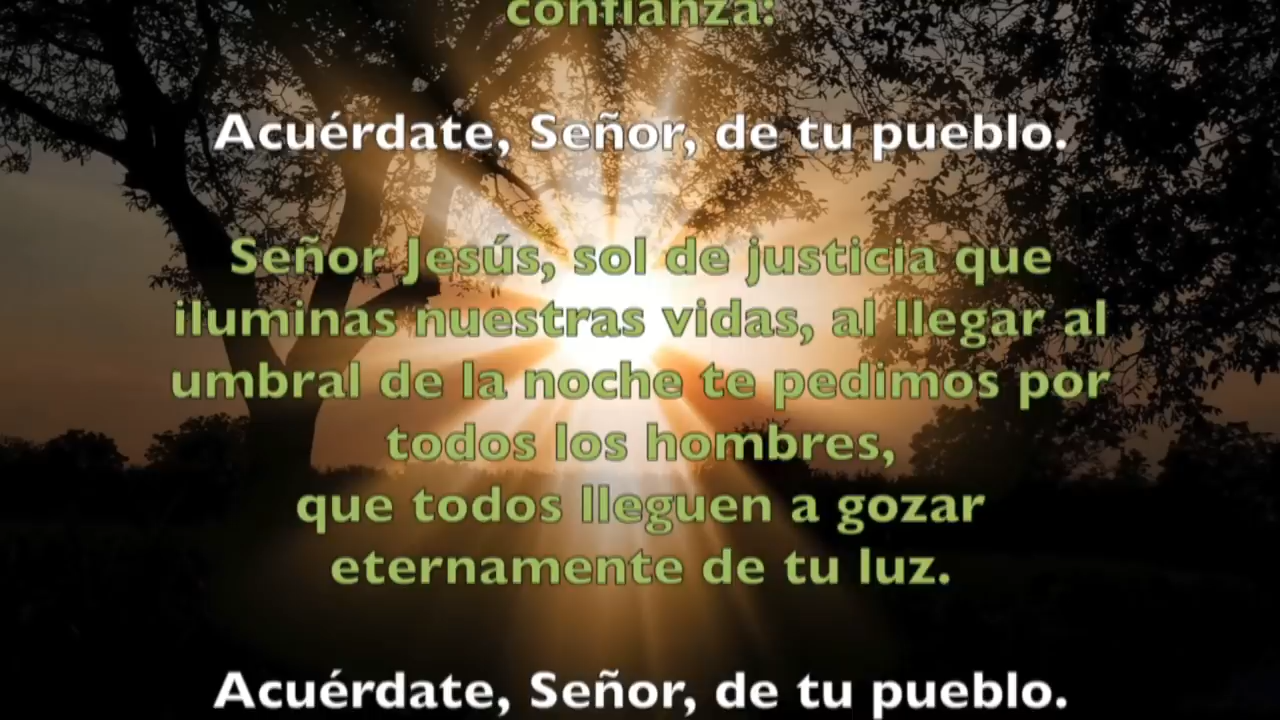 confianza:
Acuérdate, Señor, de tu pueblo.
Señor Jesús, sol de justicia que
iluminas nuestras vidas, al llegar al
umbral de la noche te pedimos por
todos los hombres,
que todos lleguen a gozar
eternamente de tu luz.
Acuérdate, Señor, de tu pueblo.